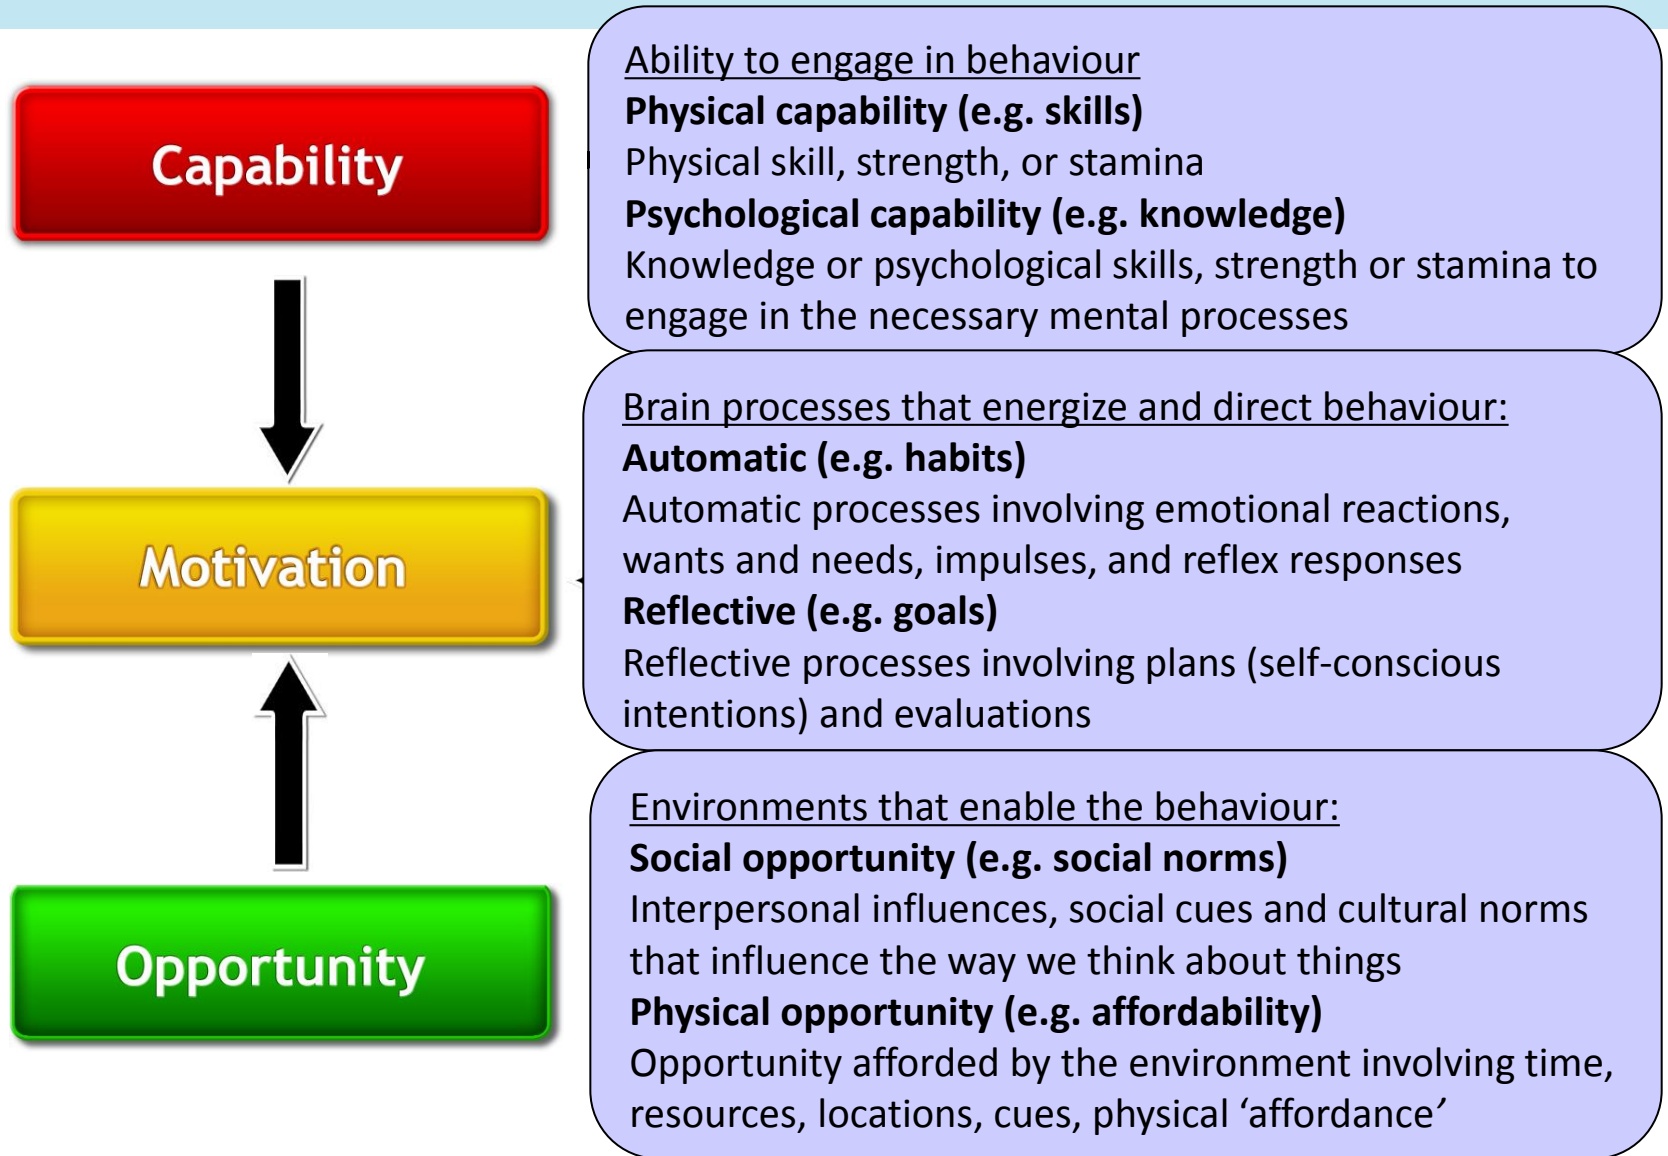 Capability
Ability to engage in behaviour
Physical capability (e.g. skills)
Physical skill, strength, or stamina
Psychological capability (e.g. knowledge)
Knowledge or psychological skills, strength or stamina to
engage in the necessary mental processes
Motivation
Brain processes that energize and direct behaviour:
Automatic (e.g. habits)
Automatic processes involving emotional reactions,
wants and needs, impulses, and reflex responses
Reflective (e.g. goals)
Reflective processes involving plans (self-conscious
intentions) and evaluations
Opportunity
Environments that enable the behaviour:
Social opportunity (e.g. social norms)
Interpersonal influences, social cues and cultural norms
that influence the way we think about things
Physical opportunity (e.g. affordability)
Opportunity afforded by the environment involving time,
resources, locations, cues, physical ‘affordance’